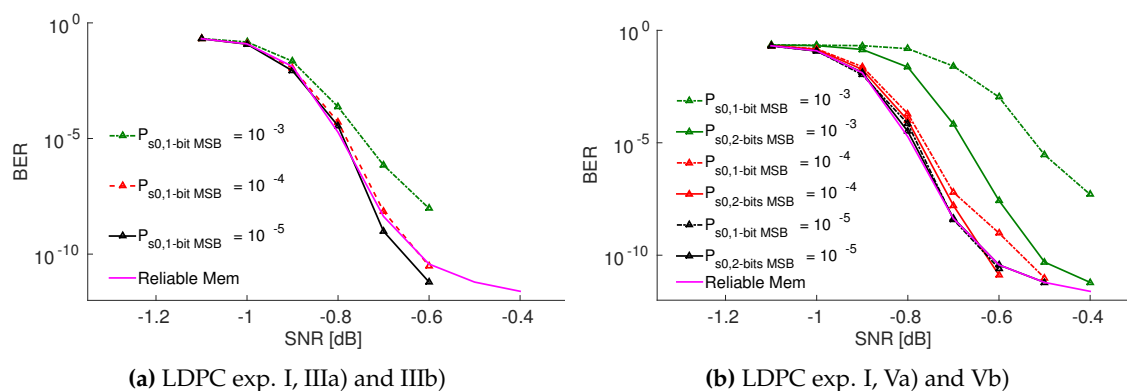 10^0
10^-5
10^-10
BER
P_s0,1-bit MSB = 10^-3
P_s0,1-bit MSB = 10^-4
P_s0,1-bit MSB = 10^-5
Reliable Mem
-1.2 -1 -0.8 -0.6 -0.4
SNR [dB]
(a) LDPC exp. I, IIIa) and IIIb)
10^0
10^-5
10^-10
BER
P_s0,1-bit MSB = 10^-3
P_s0,2-bits MSB = 10^-3
P_s0,1-bit MSB = 10^-4
P_s0,2-bits MSB = 10^-4
P_s0,1-bit MSB = 10^-5
P_s0,2-bits MSB = 10^-5
Reliable Mem
-1.2 -1 -0.8 -0.6 -0.4
SNR [dB]
(b) LDPC exp. I, Va) and Vb)